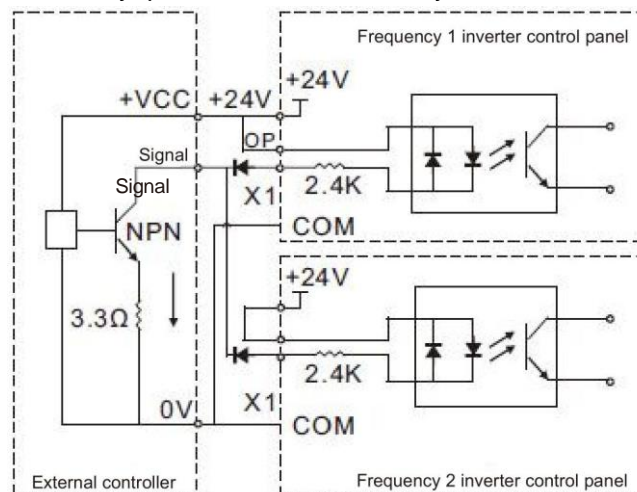 Frequency 1 inverter control panel
+24V
+VCC
+24V
OP
Signal
Signal
2.4K
X1
NPN
COM
+24V
3.3Ω
2.4K
X1
0V
COM
External controller
Frequency 2 inverter control panel